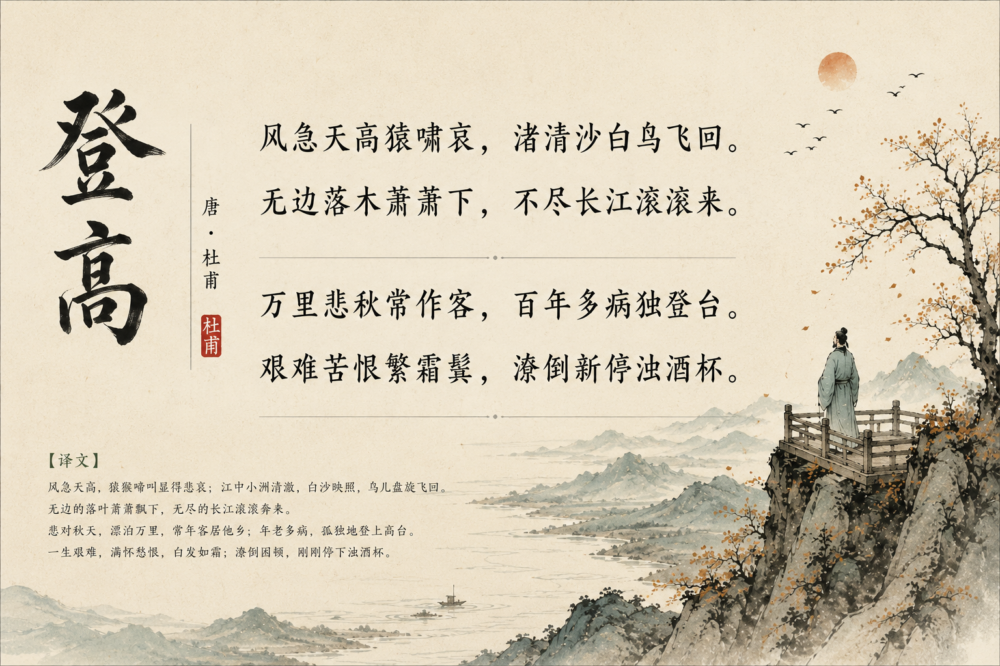 登高
唐·杜甫
杜甫
风急天高猿啸哀，渚清沙白鸟飞回。
无边落木萧萧下，不尽长江滚滚来。
万里悲秋常作客，百年多病独登台。
艰难苦恨繁霜鬓，潦倒新停浊酒杯。
【译文】
风急天高，猿猴啼叫显得悲哀；江中小洲清澈，白沙映照，鸟儿盘旋飞回。
无边的落叶萧萧飘下，无尽的长江滚滚奔来。
悲对秋天，漂泊万里，常年客居他乡；年老多病，孤独地登上高台。
一生艰难，满怀愁恨，白发如霜；潦倒困顿，刚刚停下浊酒杯。